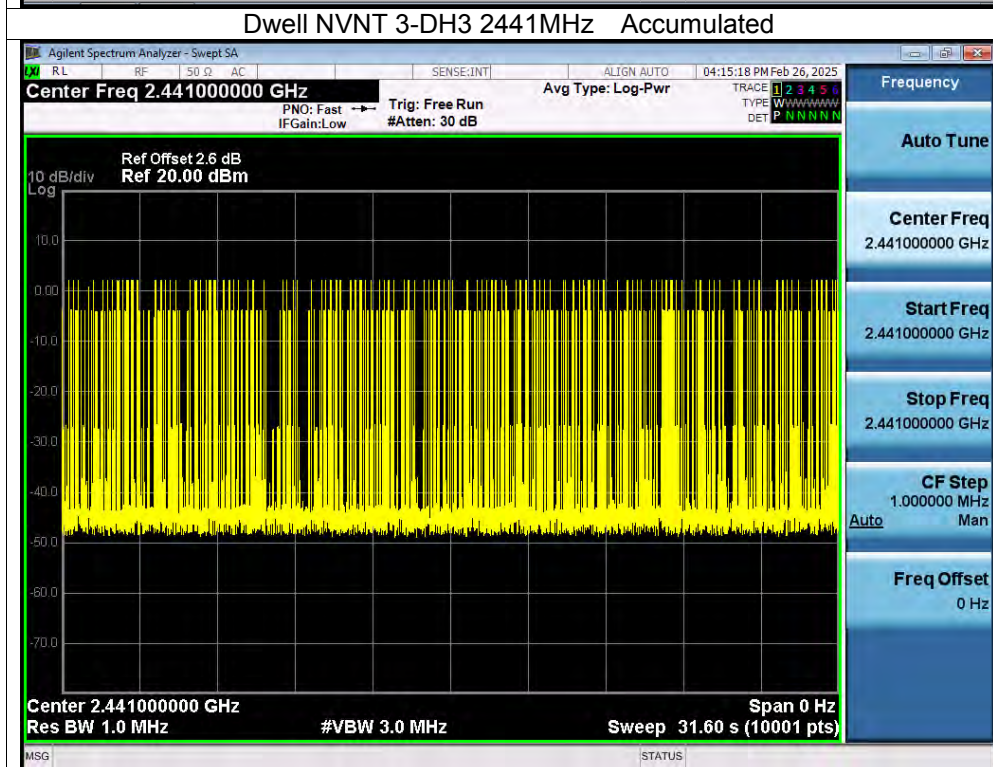 Dwell NVNT 3-DH3 2441MHz Accumulated
Agilent Spectrum Analyzer - Swept SA
LXI RL RF 50 Ω AC SENSE:INT ALIGN AUTO 04:15:18 PM Feb 26, 2025
Center Freq 2.441000000 GHz
PNO: Fast
IFGain:Low
Trig: Free Run
#Atten: 30 dB
Avg Type: Log-Pwr
TRACE 1 2 3 4 5 6
TYPE WWWWWW
DET P N N N N N
Ref Offset 2.6 dB
10 dB/div Ref 20.00 dBm
Log
10.0
0.00
-10.0
-20.0
-30.0
-40.0
-50.0
-60.0
-70.0
Center 2.441000000 GHz
Span 0 Hz
Res BW 1.0 MHz
#VBW 3.0 MHz
Sweep 31.60 s (10001 pts)
MSG
STATUS
Frequency
Auto Tune
Center Freq
2.441000000 GHz
Start Freq
2.441000000 GHz
Stop Freq
2.441000000 GHz
CF Step
1.000000 MHz
Auto Man
Freq Offset
0 Hz